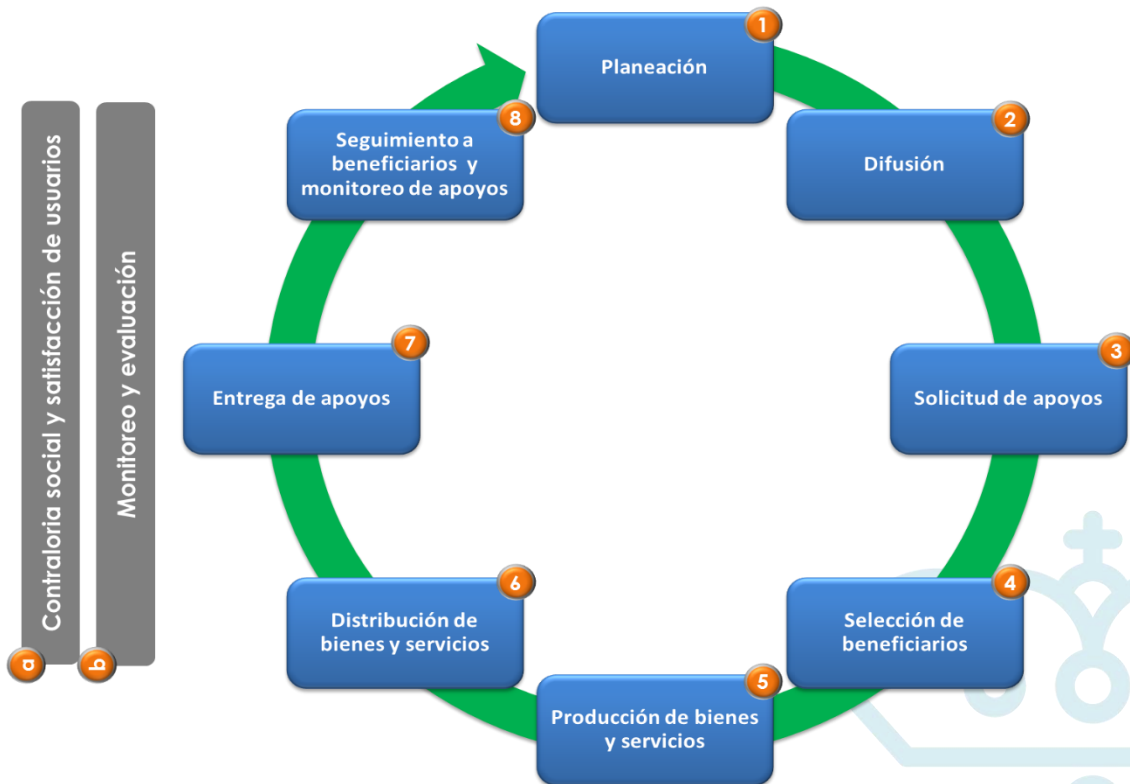 1
Planeación
2
Difusión
3
Solicitud de apoyos
4
Selección de
beneficiarios
5
Producción de bienes
y servicios
6
Distribución de
bienes y servicios
7
Entrega de apoyos
8
Seguimiento a
beneficiarios y
monitoreo de apoyos
a
Contraloria social y satisfacción de usuarios
b
Monitoreo y evaluación